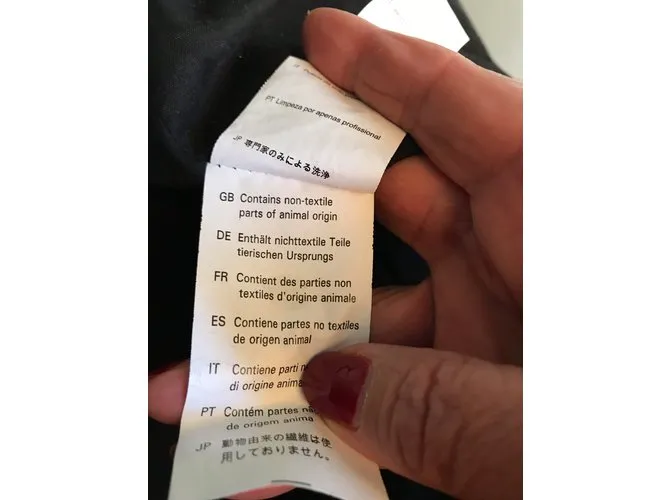 PT Limpeza por apenas profissional
JP 専門家のみによる洗浄
GB Contains non-textile
parts of animal origin
DE Enthält nichttextile Teile
tierischen Ursprungs
FR Contient des parties non
textiles d'origine animale
ES Contiene partes no textiles
de origen animal
IT Contiene parti
di origine
PT Contém partes
de origem
JP 動物由来の繊維は使
用しておりません。